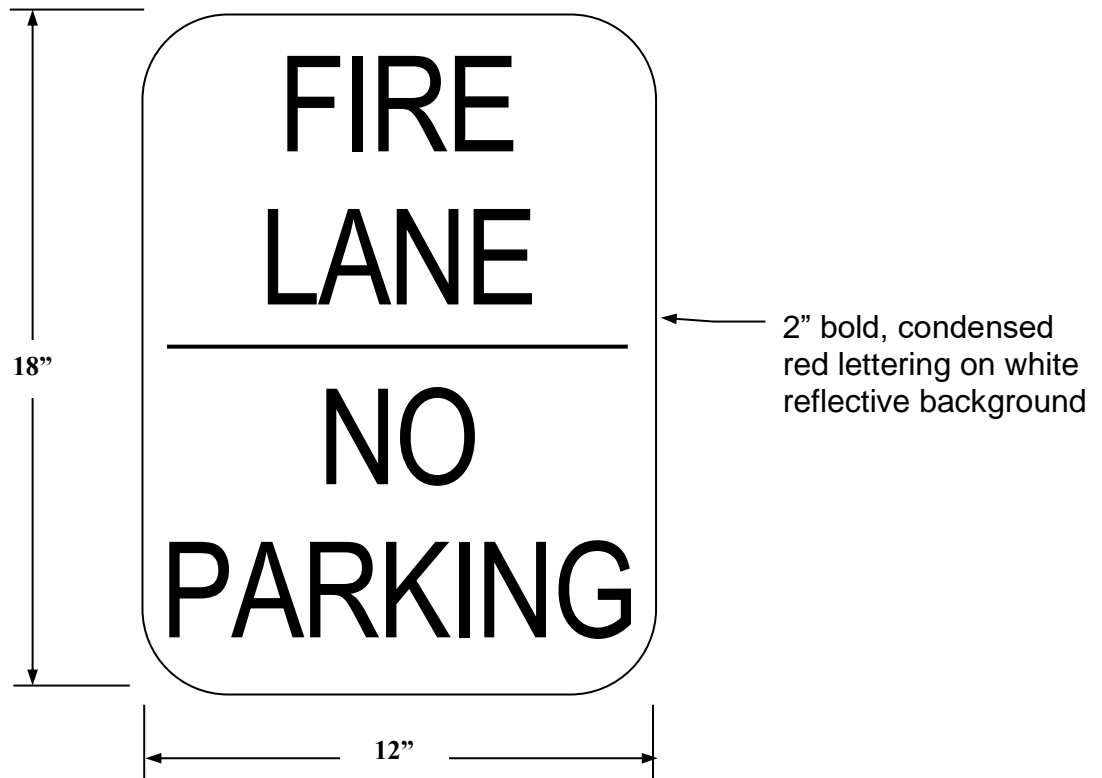 FIRE
LANE
NO
PARKING
18”
12”
2” bold, condensed
red lettering on white
reflective background